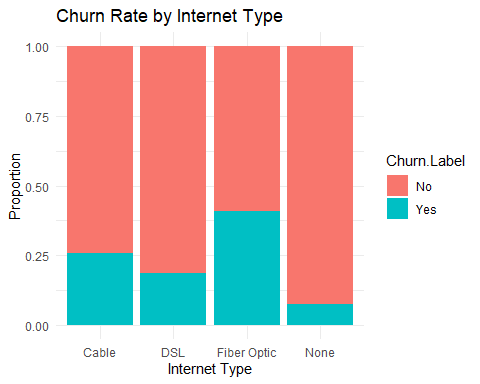 Churn Rate by Internet Type
1.00
0.75
0.50
0.25
0.00
Proportion
Cable DSL Fiber Optic None
Internet Type
Churn.Label
No
Yes